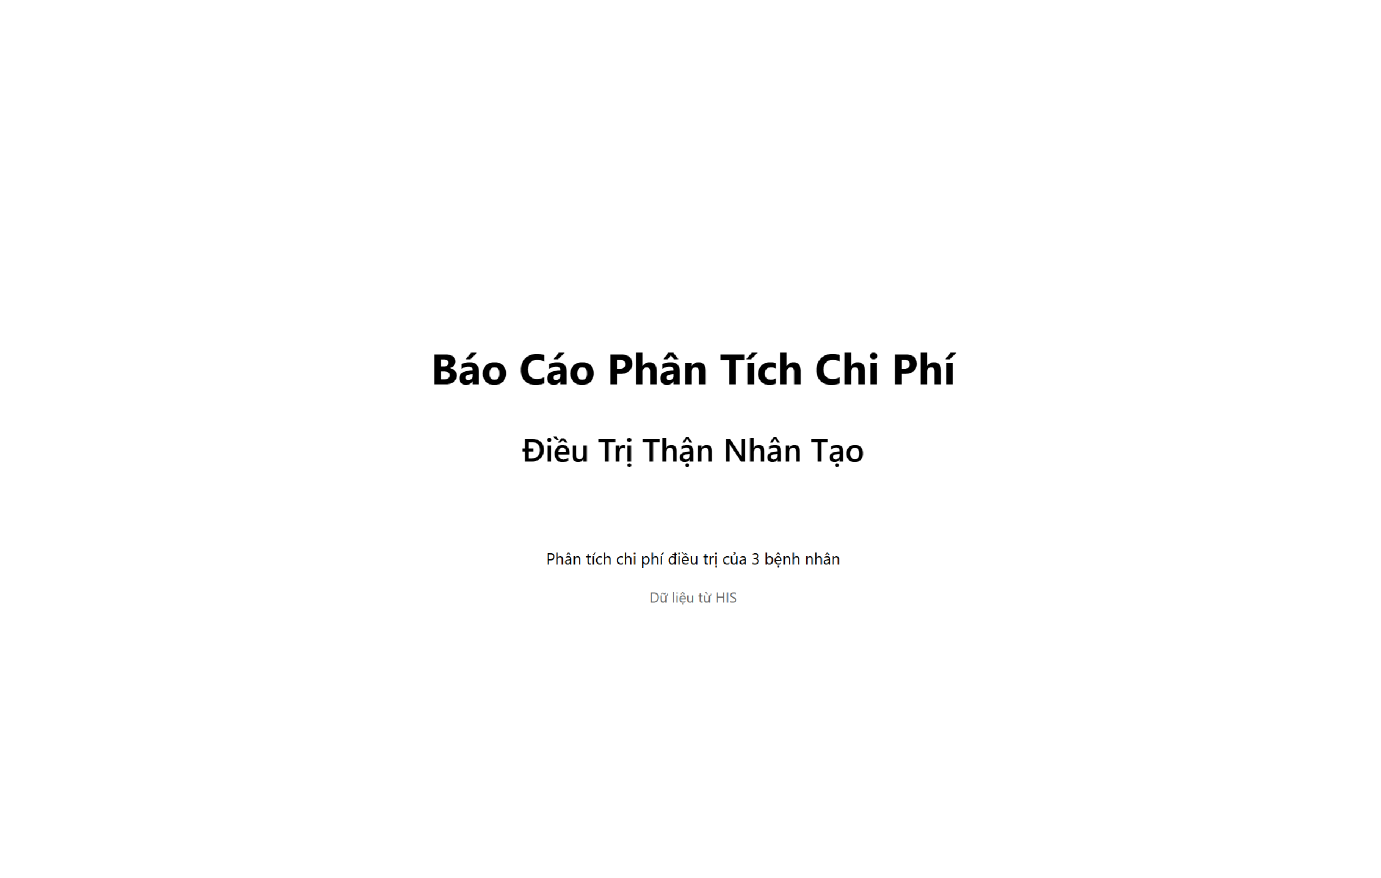 Báo Cáo Phân Tích Chi Phí
Điều Trị Thận Nhân Tạo
Phân tích chi phí điều trị của 3 bệnh nhân
Dữ liệu từ HIS